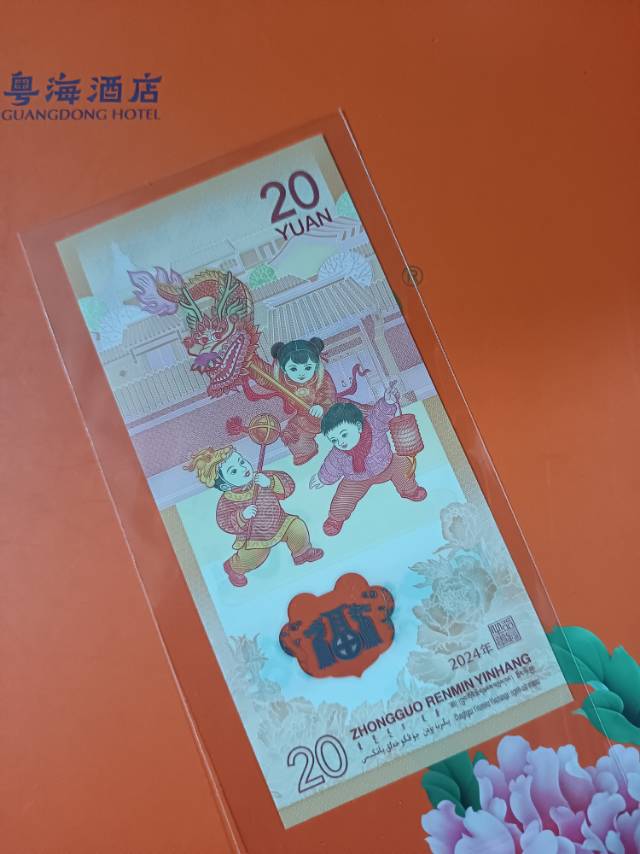 粤海酒店
GUANGDONG HOTEL
20
YUAN
福
2024年
ZHONGGUO RENMIN YINHANG
20